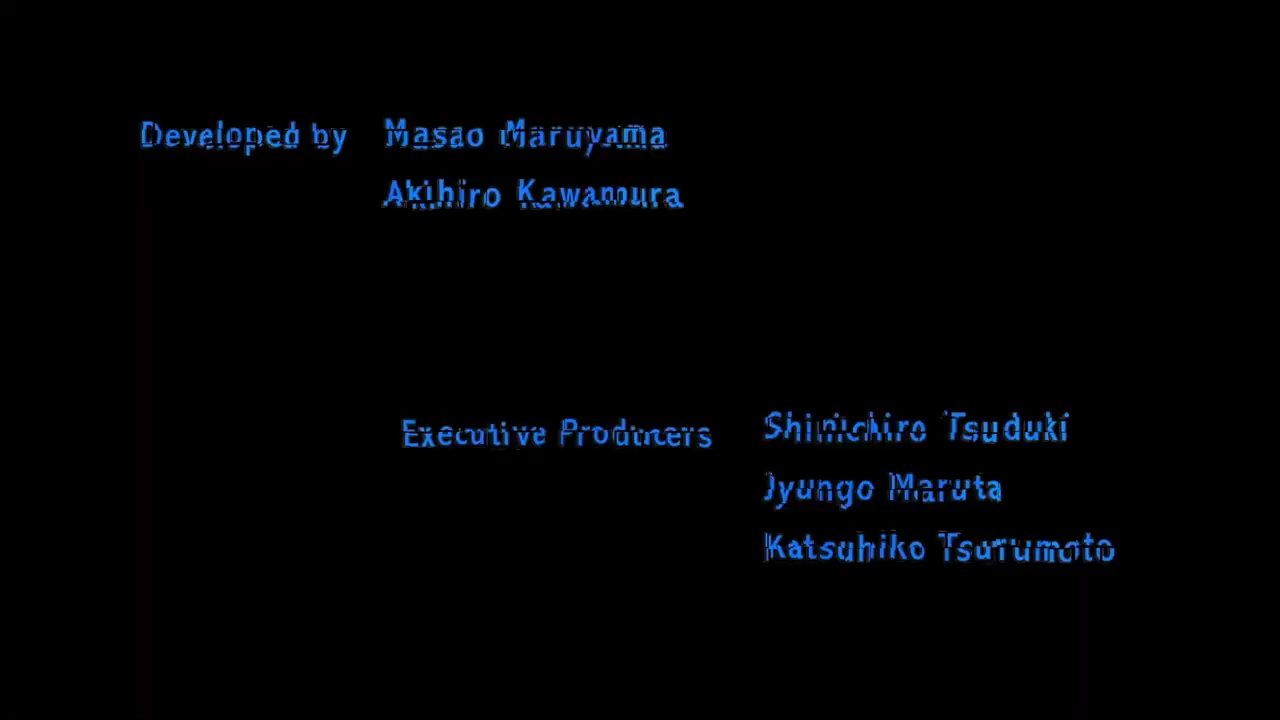 Developed by Masao Maruyama
Akihiro Kawamura
Executive Producers Shinichiro Tsuduki
Jyungo Maruta
Katsuhiko Tsurumoto